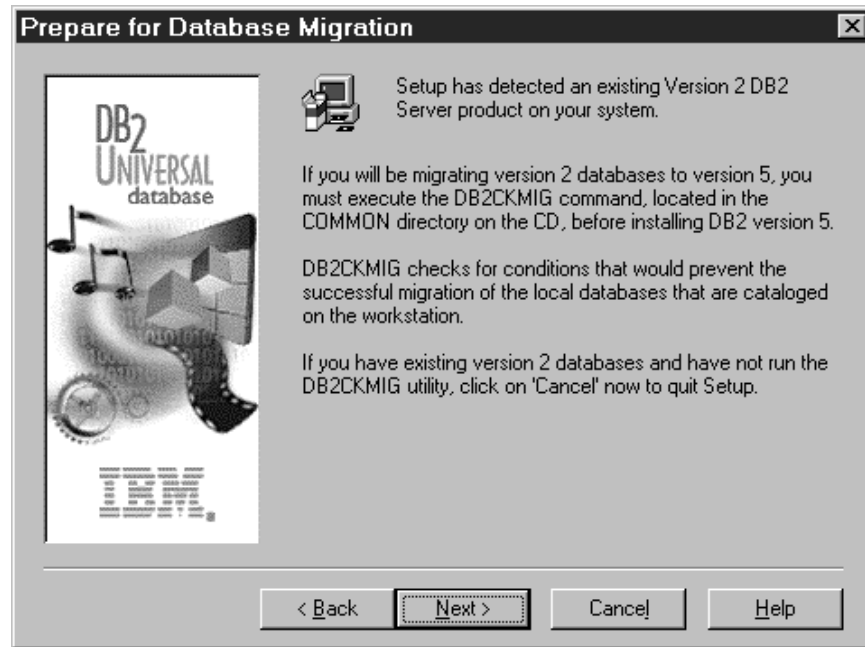 Prepare for Database Migration
DB2
UNIVERSAL
database
IBM.
Setup has detected an existing Version 2 DB2
Server product on your system.
If you will be migrating version 2 databases to version 5, you
must execute the DB2CKMIG command, located in the
COMMON directory on the CD, before installing DB2 version 5.
DB2CKMIG checks for conditions that would prevent the
successful migration of the local databases that are cataloged
on the workstation.
If you have existing version 2 databases and have not run the
DB2CKMIG utility, click on 'Cancel' now to quit Setup.
< Back
Next >
Cancel
Help